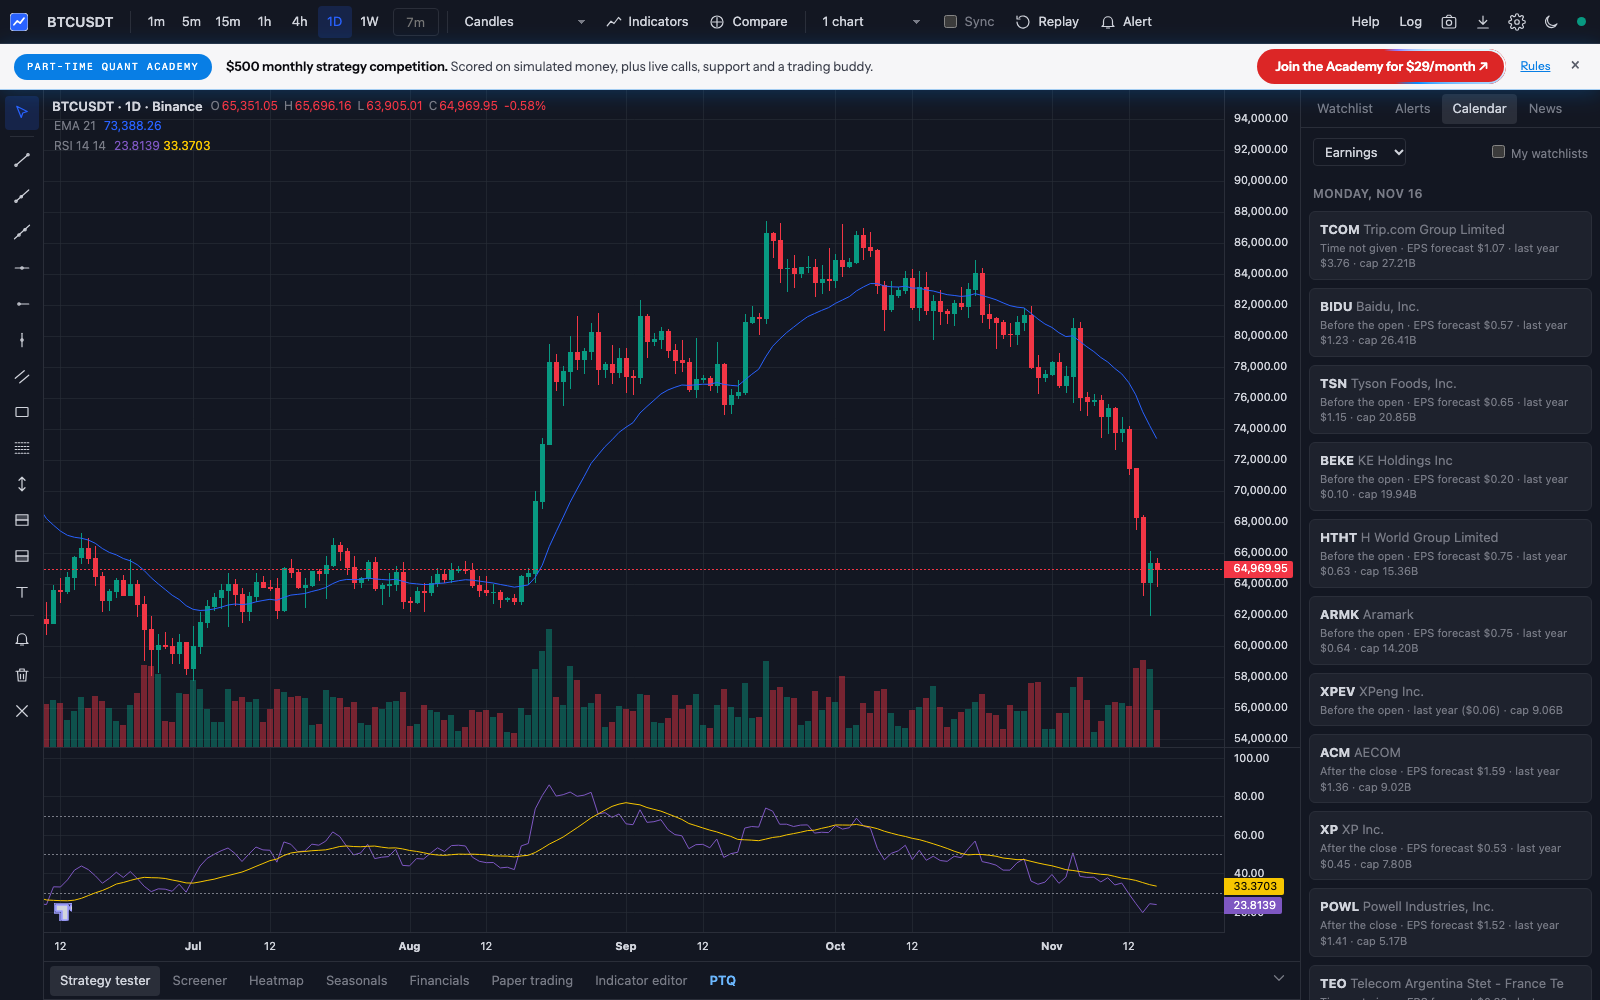 BTCUSDT 1m 5m 15m 1h 4h 1D 1W 7m Candles Indicators Compare 1 chart Sync Replay Alert Help Log
PART-TIME QUANT ACADEMY $500 monthly strategy competition. Scored on simulated money, plus live calls, support and a trading buddy. Join the Academy for $29/month ↗ Rules ×
BTCUSDT · 1D · Binance O65,351.05 H65,696.16 L63,905.01 C64,969.95 -0.58%
EMA 21 73,388.26
RSI 14 14 23.8139 33.3703
94,000.00
92,000.00
90,000.00
88,000.00
86,000.00
84,000.00
82,000.00
80,000.00
78,000.00
76,000.00
74,000.00
72,000.00
70,000.00
68,000.00
66,000.00
64,969.95
64,000.00
62,000.00
60,000.00
58,000.00
56,000.00
54,000.00
100.00
80.00
60.00
40.00
33.3703
23.8139
12 Jul 12 Aug 12 Sep 12 Oct 12 Nov 12
Strategy tester Screener Heatmap Seasonals Financials Paper trading Indicator editor PTQ
Watchlist Alerts Calendar News
Earnings My watchlists
MONDAY, NOV 16
TCOM Trip.com Group Limited
Time not given · EPS forecast $1.07 · last year
$3.76 · cap 27.21B
BIDU Baidu, Inc.
Before the open · EPS forecast $0.57 · last year
$1.23 · cap 26.41B
TSN Tyson Foods, Inc.
Before the open · EPS forecast $0.65 · last year
$1.15 · cap 20.85B
BEKE KE Holdings Inc
Before the open · EPS forecast $0.20 · last year
$0.10 · cap 19.94B
HTHT H World Group Limited
Before the open · EPS forecast $0.75 · last year
$0.63 · cap 15.36B
ARMK Aramark
Before the open · EPS forecast $0.75 · last year
$0.64 · cap 14.20B
XPEV XPeng Inc.
Before the open · last year ($0.06) · cap 9.06B
ACM AECOM
After the close · EPS forecast $1.59 · last year
$1.36 · cap 9.02B
XP XP Inc.
After the close · EPS forecast $0.53 · last year
$0.45 · cap 7.80B
POWL Powell Industries, Inc.
After the close · EPS forecast $1.52 · last year
$1.41 · cap 5.17B
TEO Telecom Argentina Stet - France Te